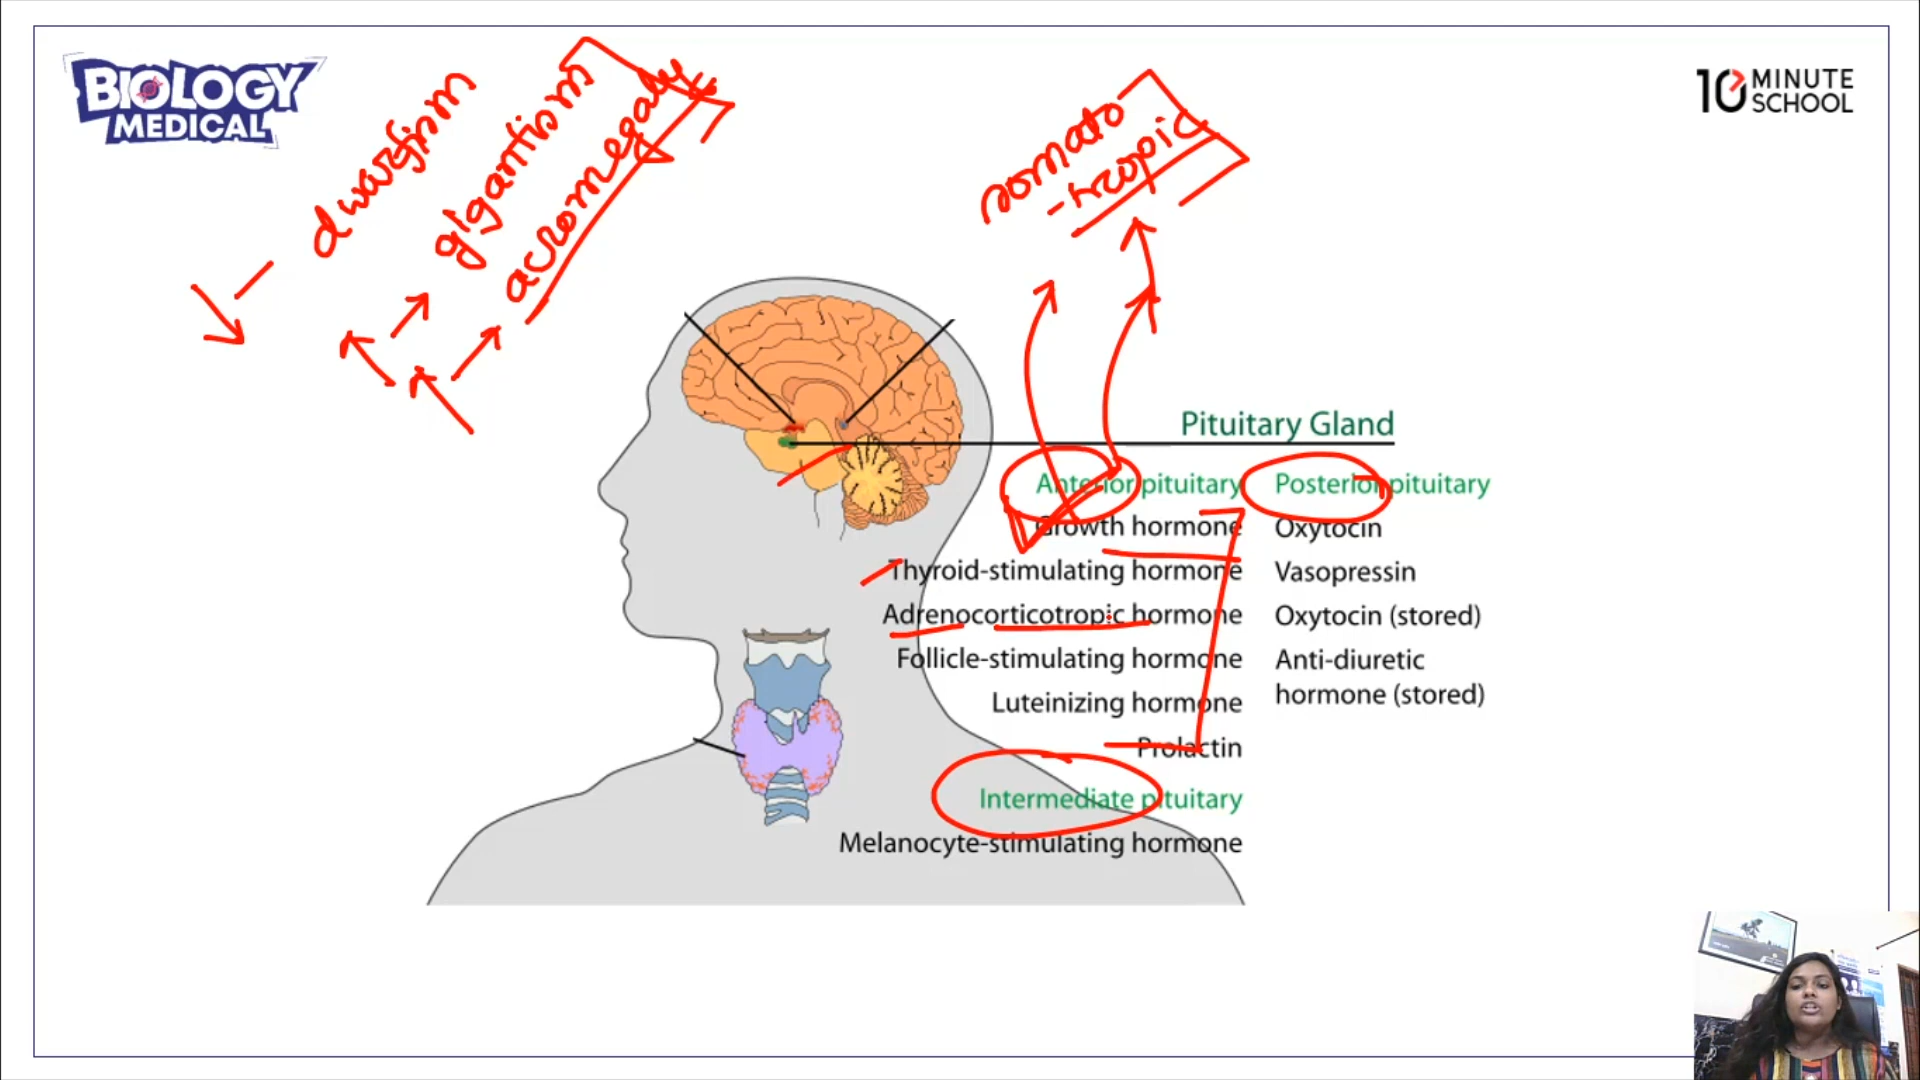 BIOLOGY
MEDICAL
10 MINUTE
SCHOOL
dwarfism
gigantism
acromegaly
somato
-tropic
Pituitary Gland
Anterior pituitary
Growth hormone
Thyroid-stimulating hormone
Adrenocorticotropic hormone
Follicle-stimulating hormone
Luteinizing hormone
Prolactin
Intermediate pituitary
Melanocyte-stimulating hormone
Posterior pituitary
Oxytocin
Vasopressin
Oxytocin (stored)
Anti-diuretic
hormone (stored)